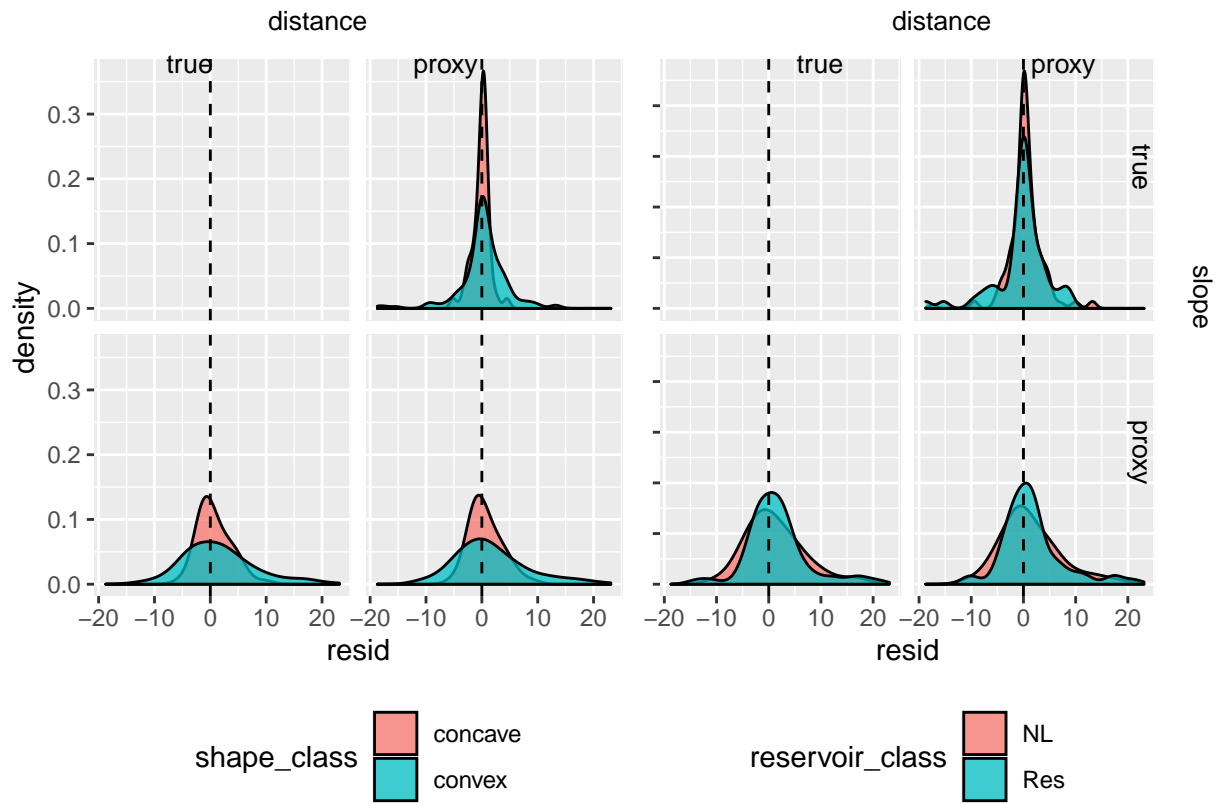 distance
distance
true
proxy
true
proxy
0.3
0.2
0.1
0.0
true
density
slope
0.3
0.2
0.1
0.0
proxy
−20 −10 0 10 20
−20 −10 0 10 20
−20 −10 0 10 20
−20 −10 0 10 20
resid
resid
shape_class
concave
convex
reservoir_class
NL
Res